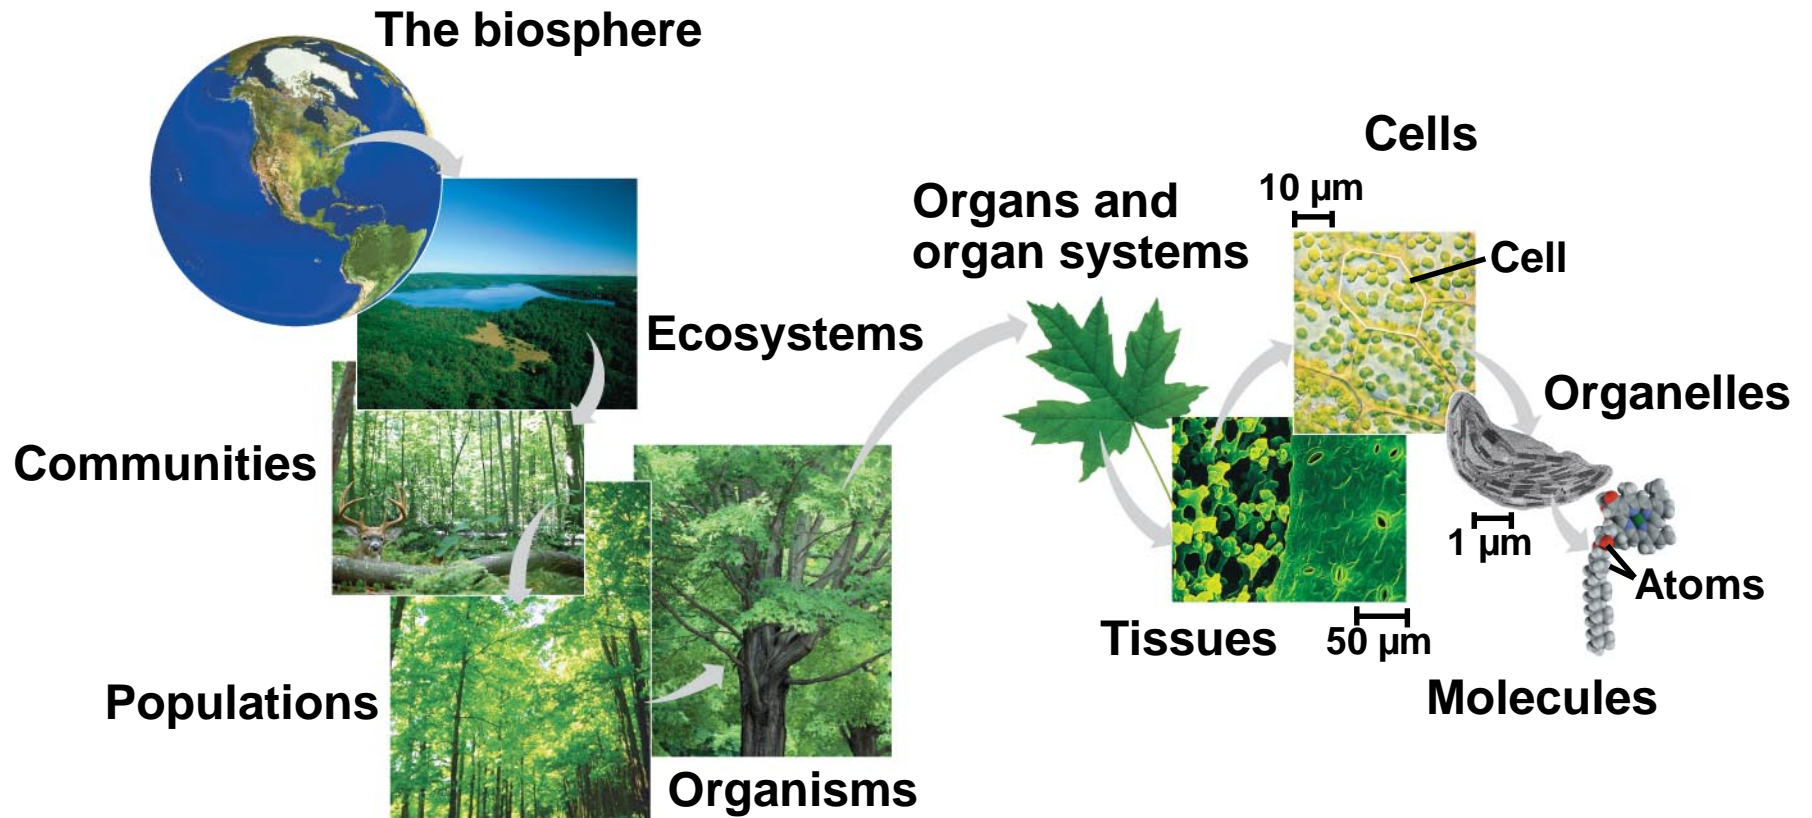 The biosphere
Ecosystems
Communities
Populations
Organisms
Organs and
organ systems
Tissues
50 µm
Cells
10 µm
Cell
Organelles
1 µm
Atoms
Molecules